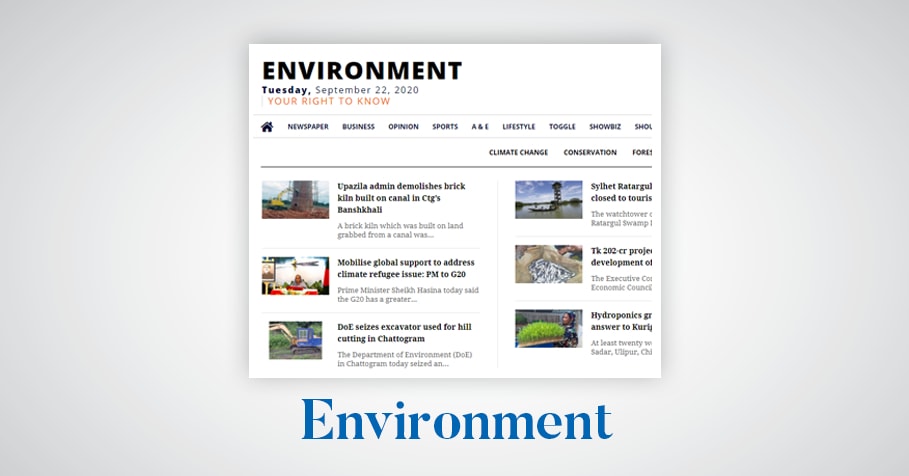 ENVIRONMENT
Tuesday, September 22, 2020
YOUR RIGHT TO KNOW
NEWSPAPER BUSINESS OPINION SPORTS A & E LIFESTYLE TOGGLE SHOWBIZ SHOU
CLIMATE CHANGE CONSERVATION FORES
Upazila admin demolishes brick
kiln built on canal in Ctg's
Banshkhali
A brick kiln which was built on land
grabbed from a canal was...
Mobilise global support to address
climate refugee issue: PM to G20
Prime Minister Sheikh Hasina today said
the G20 has a greater...
DoE seizes excavator used for hill
cutting in Chattogram
The Department of Environment (DoE)
in Chattogram today seized an...
Sylhet Ratargul
closed to touris
The watchtower o
Ratargul Swamp F
Tk 202-cr projec
development of
The Executive Co
Economic Council
Hydroponics gr
answer to Kurig
At least twenty w
Sadar, Ulipur, Chi
Environment